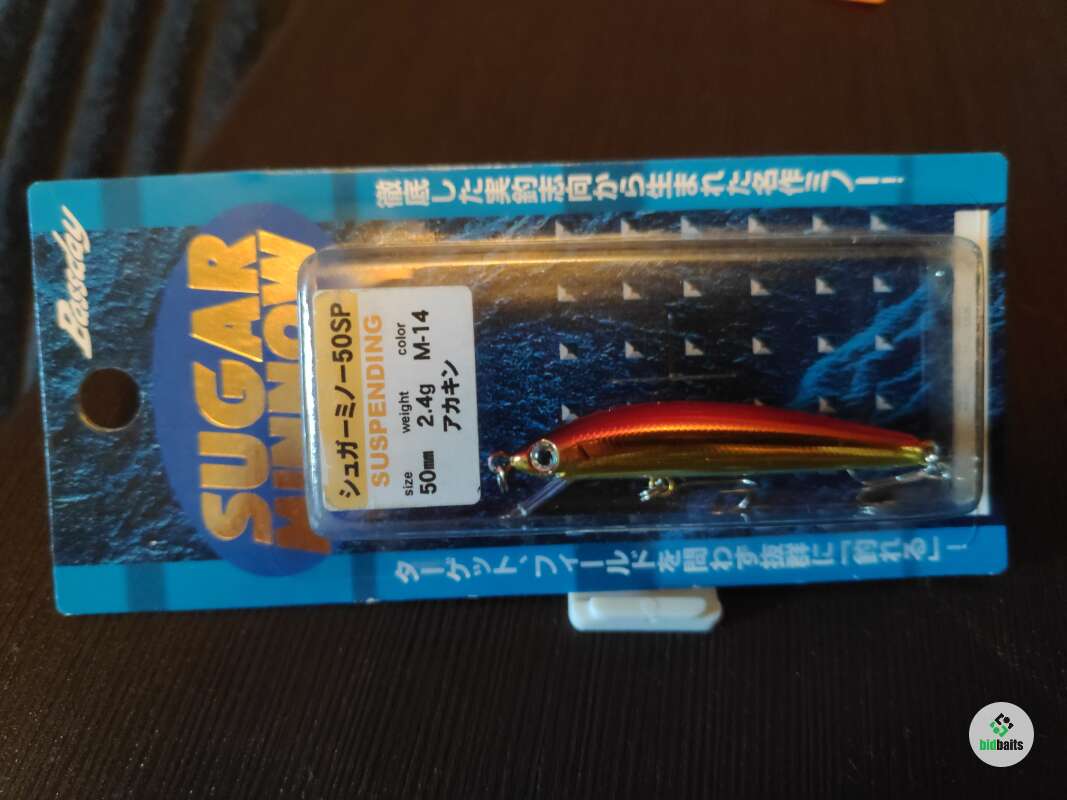 徹底した実釣志向から生まれた名作ミノー!
Bassday
SUGAR
MINNOW
シュガーミノー50SP
SUSPENDING
size weight color
50mm 2.4g M-14
アカキン
ターゲット、フィールドを問わず抜群に「釣れる」!
bidbaits